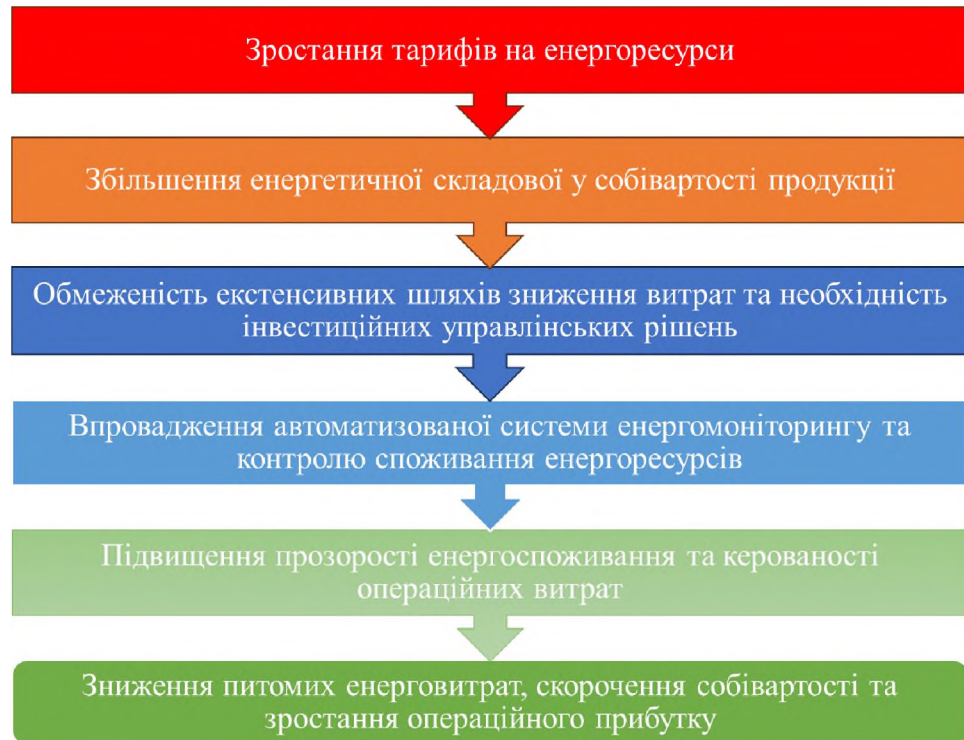 Зростання тарифів на енергоресурси
Збільшення енергетичної складової у собівартості продукції
Обмеженість екстенсивних шляхів зниження витрат та необхідність
інвестиційних управлінських рішень
Впровадження автоматизованої системи енергомоніторингу та
контролю споживання енергоресурсів
Підвищення прозорості енергоспоживання та керованості
операційних витрат
Зниження питомих енерговитрат, скорочення собівартості та
зростання операційного прибутку